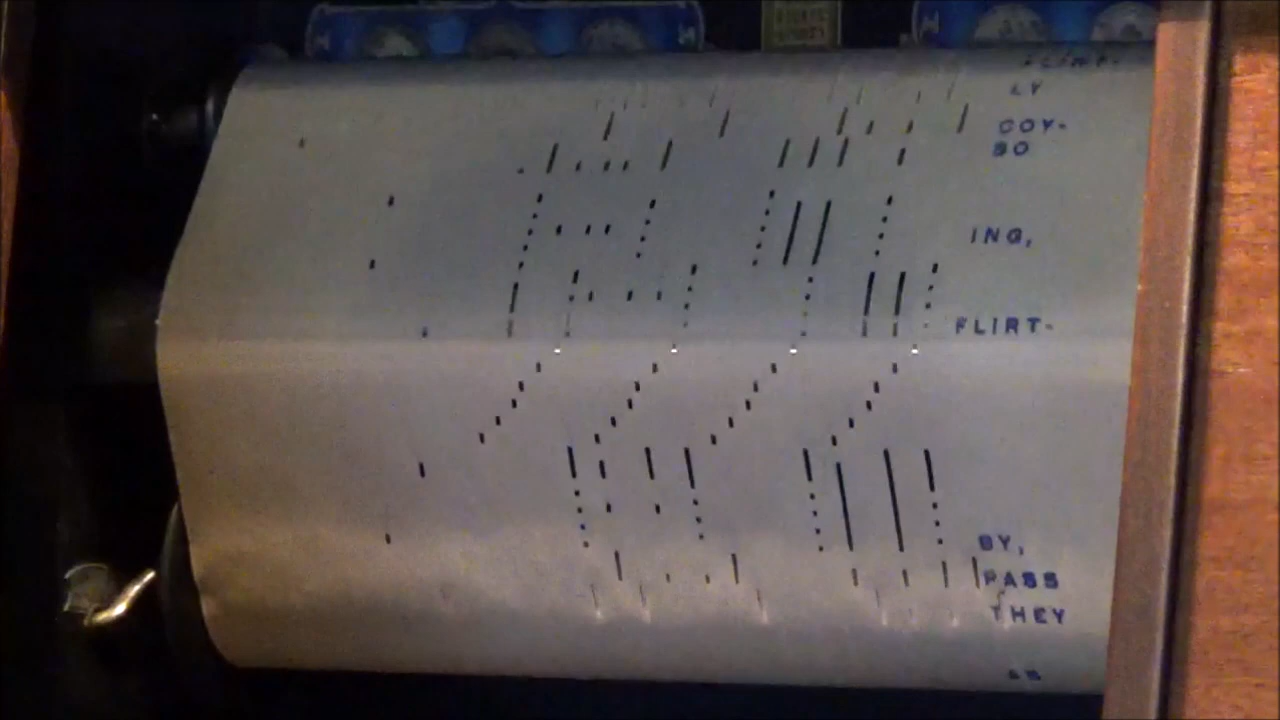 LY
COY-
SO
ING,
FLIRT-
BY,
PASS
THEY